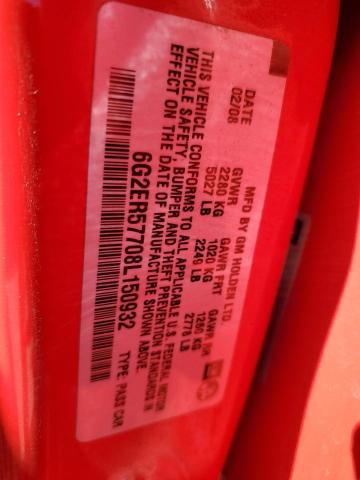 MFD BY GM HOLDEN LTD
DATE GVWR GAWR FRT GAWR RR
02/08 2280 KG 1020 KG 1260 KG
5027 LB 2249 LB 2778 LB
THIS VEHICLE CONFORMS TO ALL APPLICABLE U.S. FEDERAL MOTOR
VEHICLE SAFETY, BUMPER AND THEFT PREVENTION STANDARDS IN
EFFECT ON THE DATE OF MANUFACTURE SHOWN ABOVE.
6G2ER57708L150932 TYPE: PASS CAR